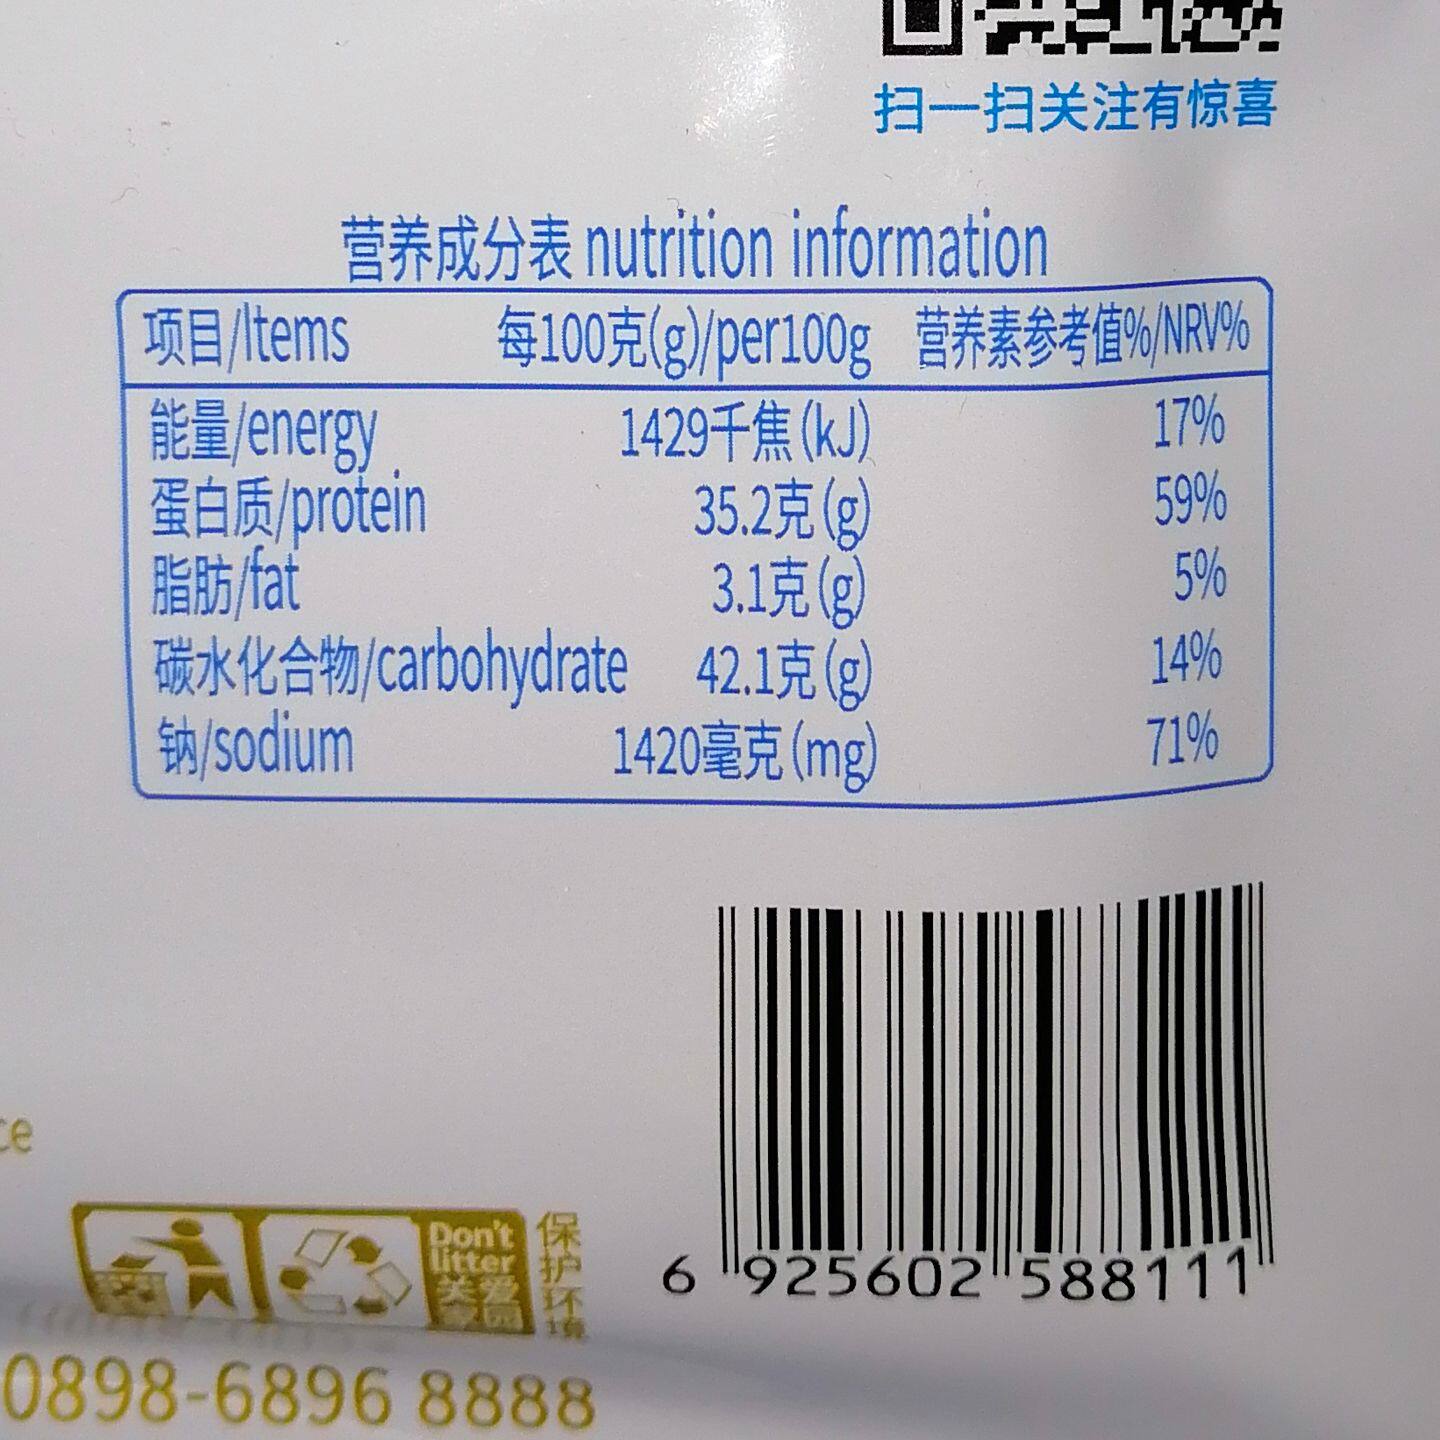 扫一扫关注有惊喜
营养成分表 nutrition information
项目/Items 每100克(g)/per100g 营养素参考值%/NRV%
能量/energy 1429千焦(kJ) 17%
蛋白质/protein 35.2克(g) 59%
脂肪/fat 3.1克(g) 5%
碳水化合物/carbohydrate 42.1克(g) 14%
钠/sodium 1420毫克(mg) 71%
ce
Don't
litter
关爱
家园
保护环境
6 925602 588111
0898-6896 8888